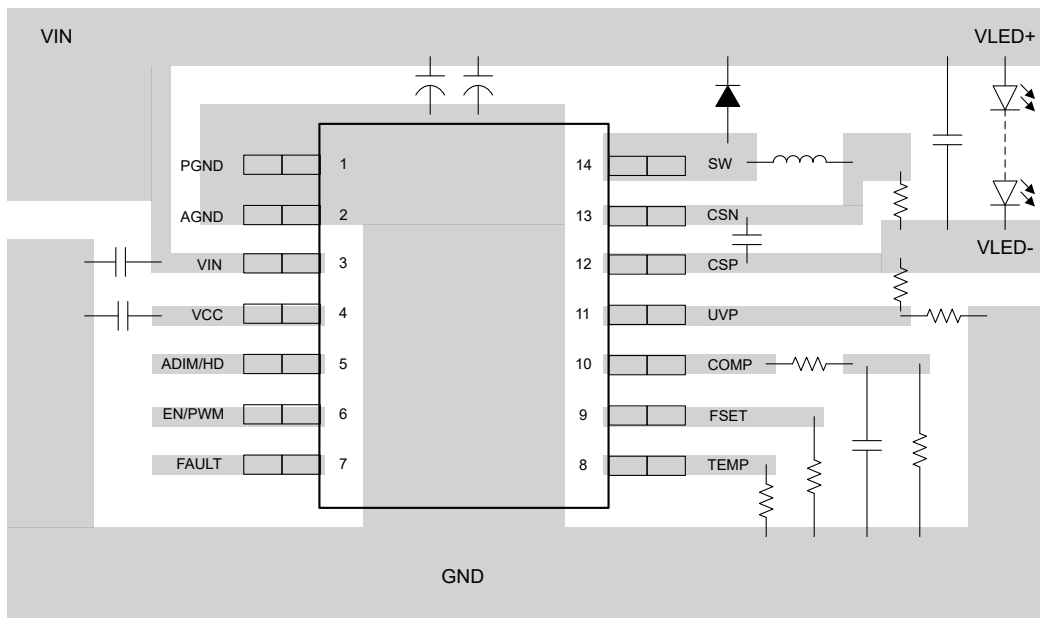 VIN VLED+
PGND 1 14 SW
AGND 2 13 CSN
VLED-
VIN 3 12 CSP
VCC 4 11 UVP
ADIM/HD 5 10 COMP
EN/PWM 6 9 FSET
FAULT 7 8 TEMP
GND